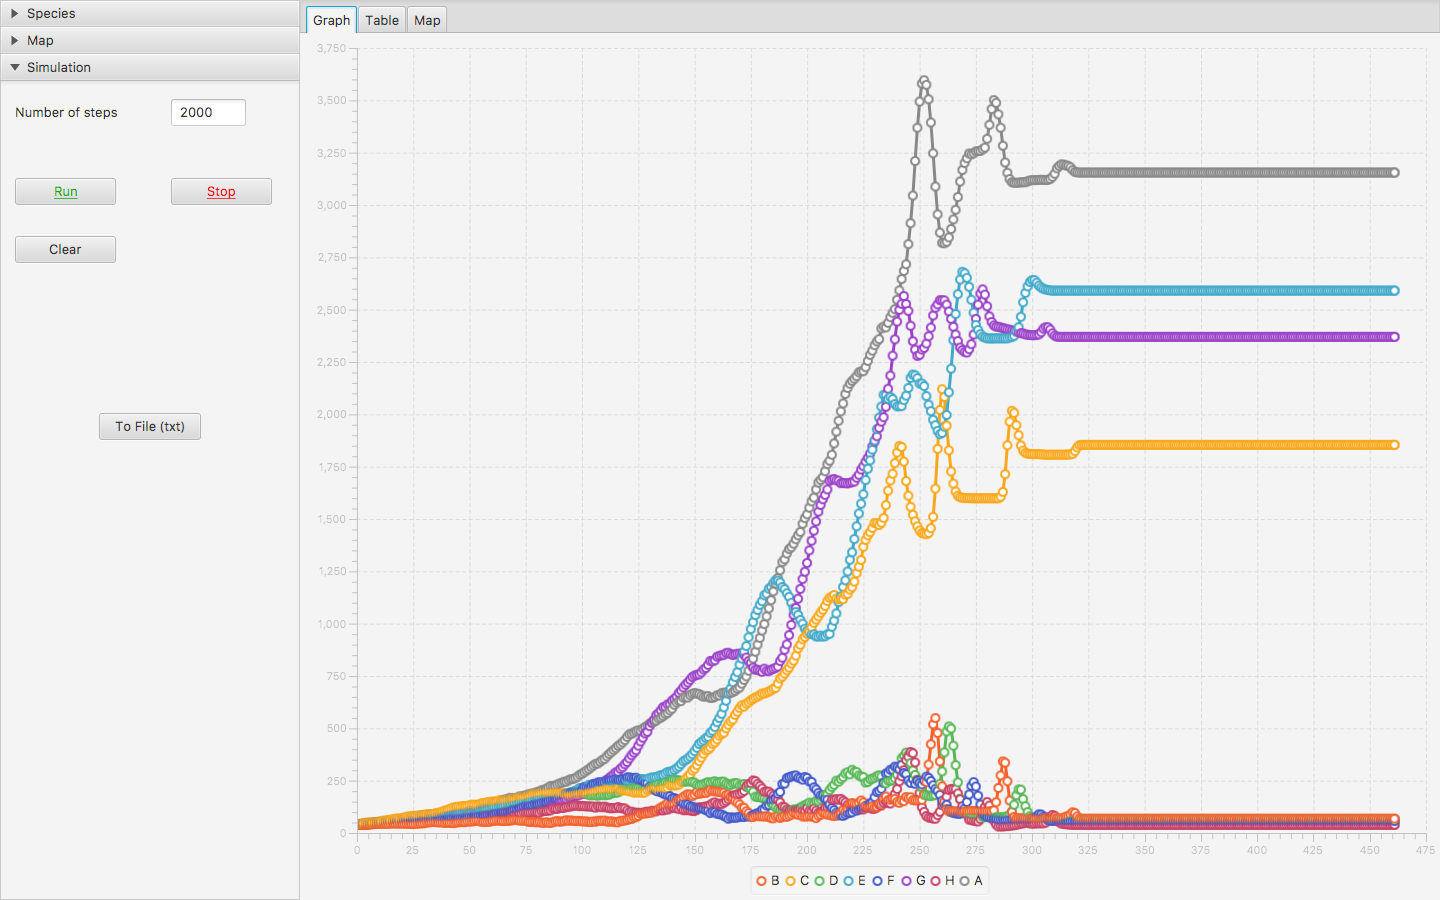 Species
Map
Simulation
Number of steps
2000
Run
Stop
Clear
To File (txt)
Graph
Table
Map
3,750
3,500
3,250
3,000
2,750
2,500
2,250
2,000
1,750
1,500
1,250
1,000
750
500
250
0
0 25 50 75 100 125 150 175 200 225 250 275 300 325 350 375 400 425 450 475
B C D E F G H A